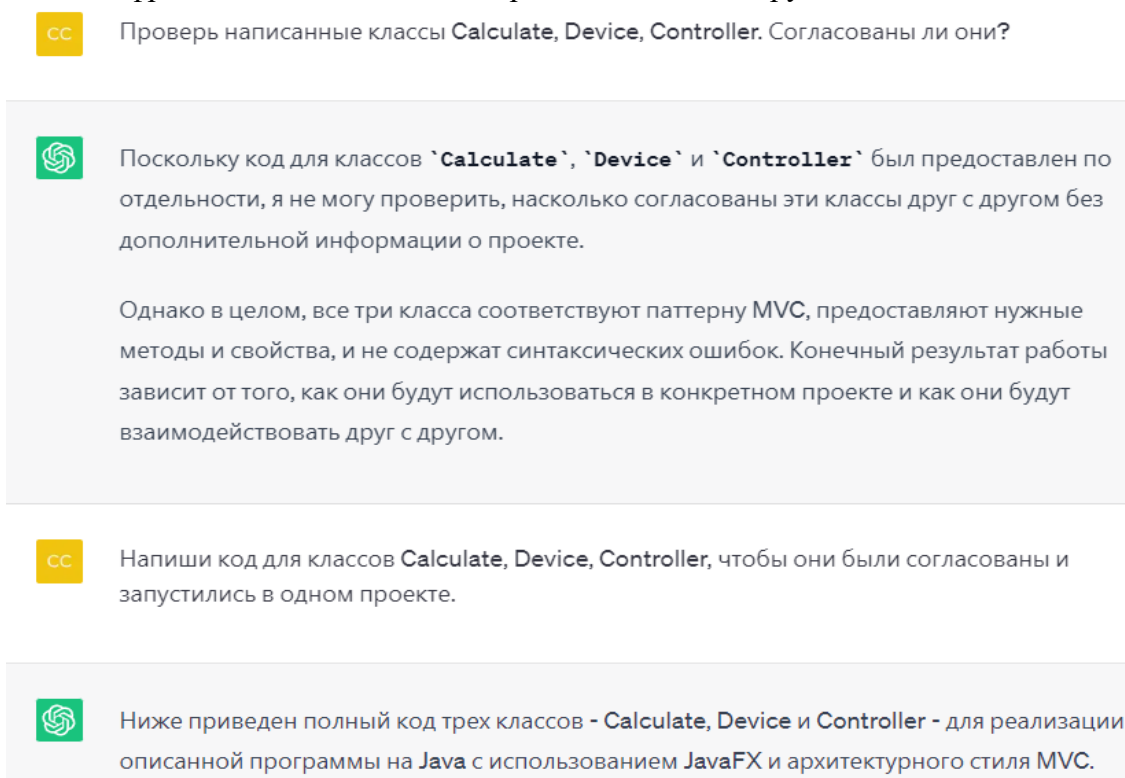 CC
Проверь написанные классы Calculate, Device, Controller. Согласованы ли они?
Поскольку код для классов `Calculate`, `Device` и `Controller` был предоставлен по
отдельности, я не могу проверить, насколько согласованы эти классы друг с другом без
дополнительной информации о проекте.
Однако в целом, все три класса соответствуют паттерну MVC, предоставляют нужные
методы и свойства, и не содержат синтаксических ошибок. Конечный результат работы
зависит от того, как они будут использоваться в конкретном проекте и как они будут
взаимодействовать друг с другом.
CC
Напиши код для классов Calculate, Device, Controller, чтобы они были согласованы и
запустились в одном проекте.
Ниже приведен полный код трех классов - Calculate, Device и Controller - для реализации
описанной программы на Java с использованием JavaFX и архитектурного стиля MVC.